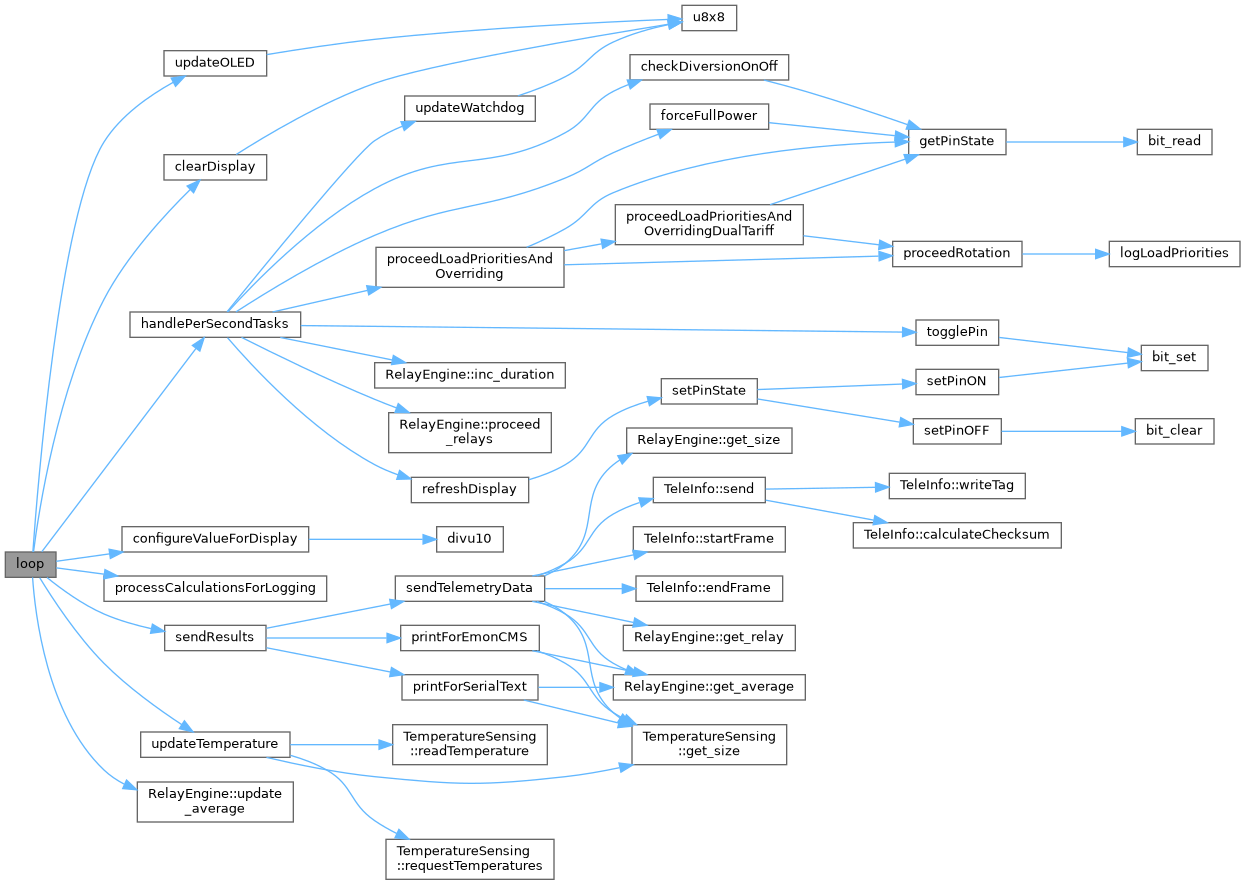 u8x8
updateOLED
checkDiversionOnOff
updateWatchdog
forceFullPower
getPinState
bit_read
clearDisplay
proceedLoadPrioritiesAnd
OverridingDualTariff
proceedRotation
logLoadPriorities
proceedLoadPrioritiesAnd
Overriding
handlePerSecondTasks
togglePin
bit_set
RelayEngine::inc_duration
setPinState
setPinON
RelayEngine::proceed
_relays
setPinOFF
bit_clear
RelayEngine::get_size
refreshDisplay
TeleInfo::send
TeleInfo::writeTag
TeleInfo::calculateChecksum
configureValueForDisplay
divu10
TeleInfo::startFrame
loop
processCalculationsForLogging
sendTelemetryData
TeleInfo::endFrame
sendResults
printForEmonCMS
RelayEngine::get_relay
printForSerialText
RelayEngine::get_average
updateTemperature
TemperatureSensing
::readTemperature
TemperatureSensing
::get_size
RelayEngine::update
_average
TemperatureSensing
::requestTemperatures